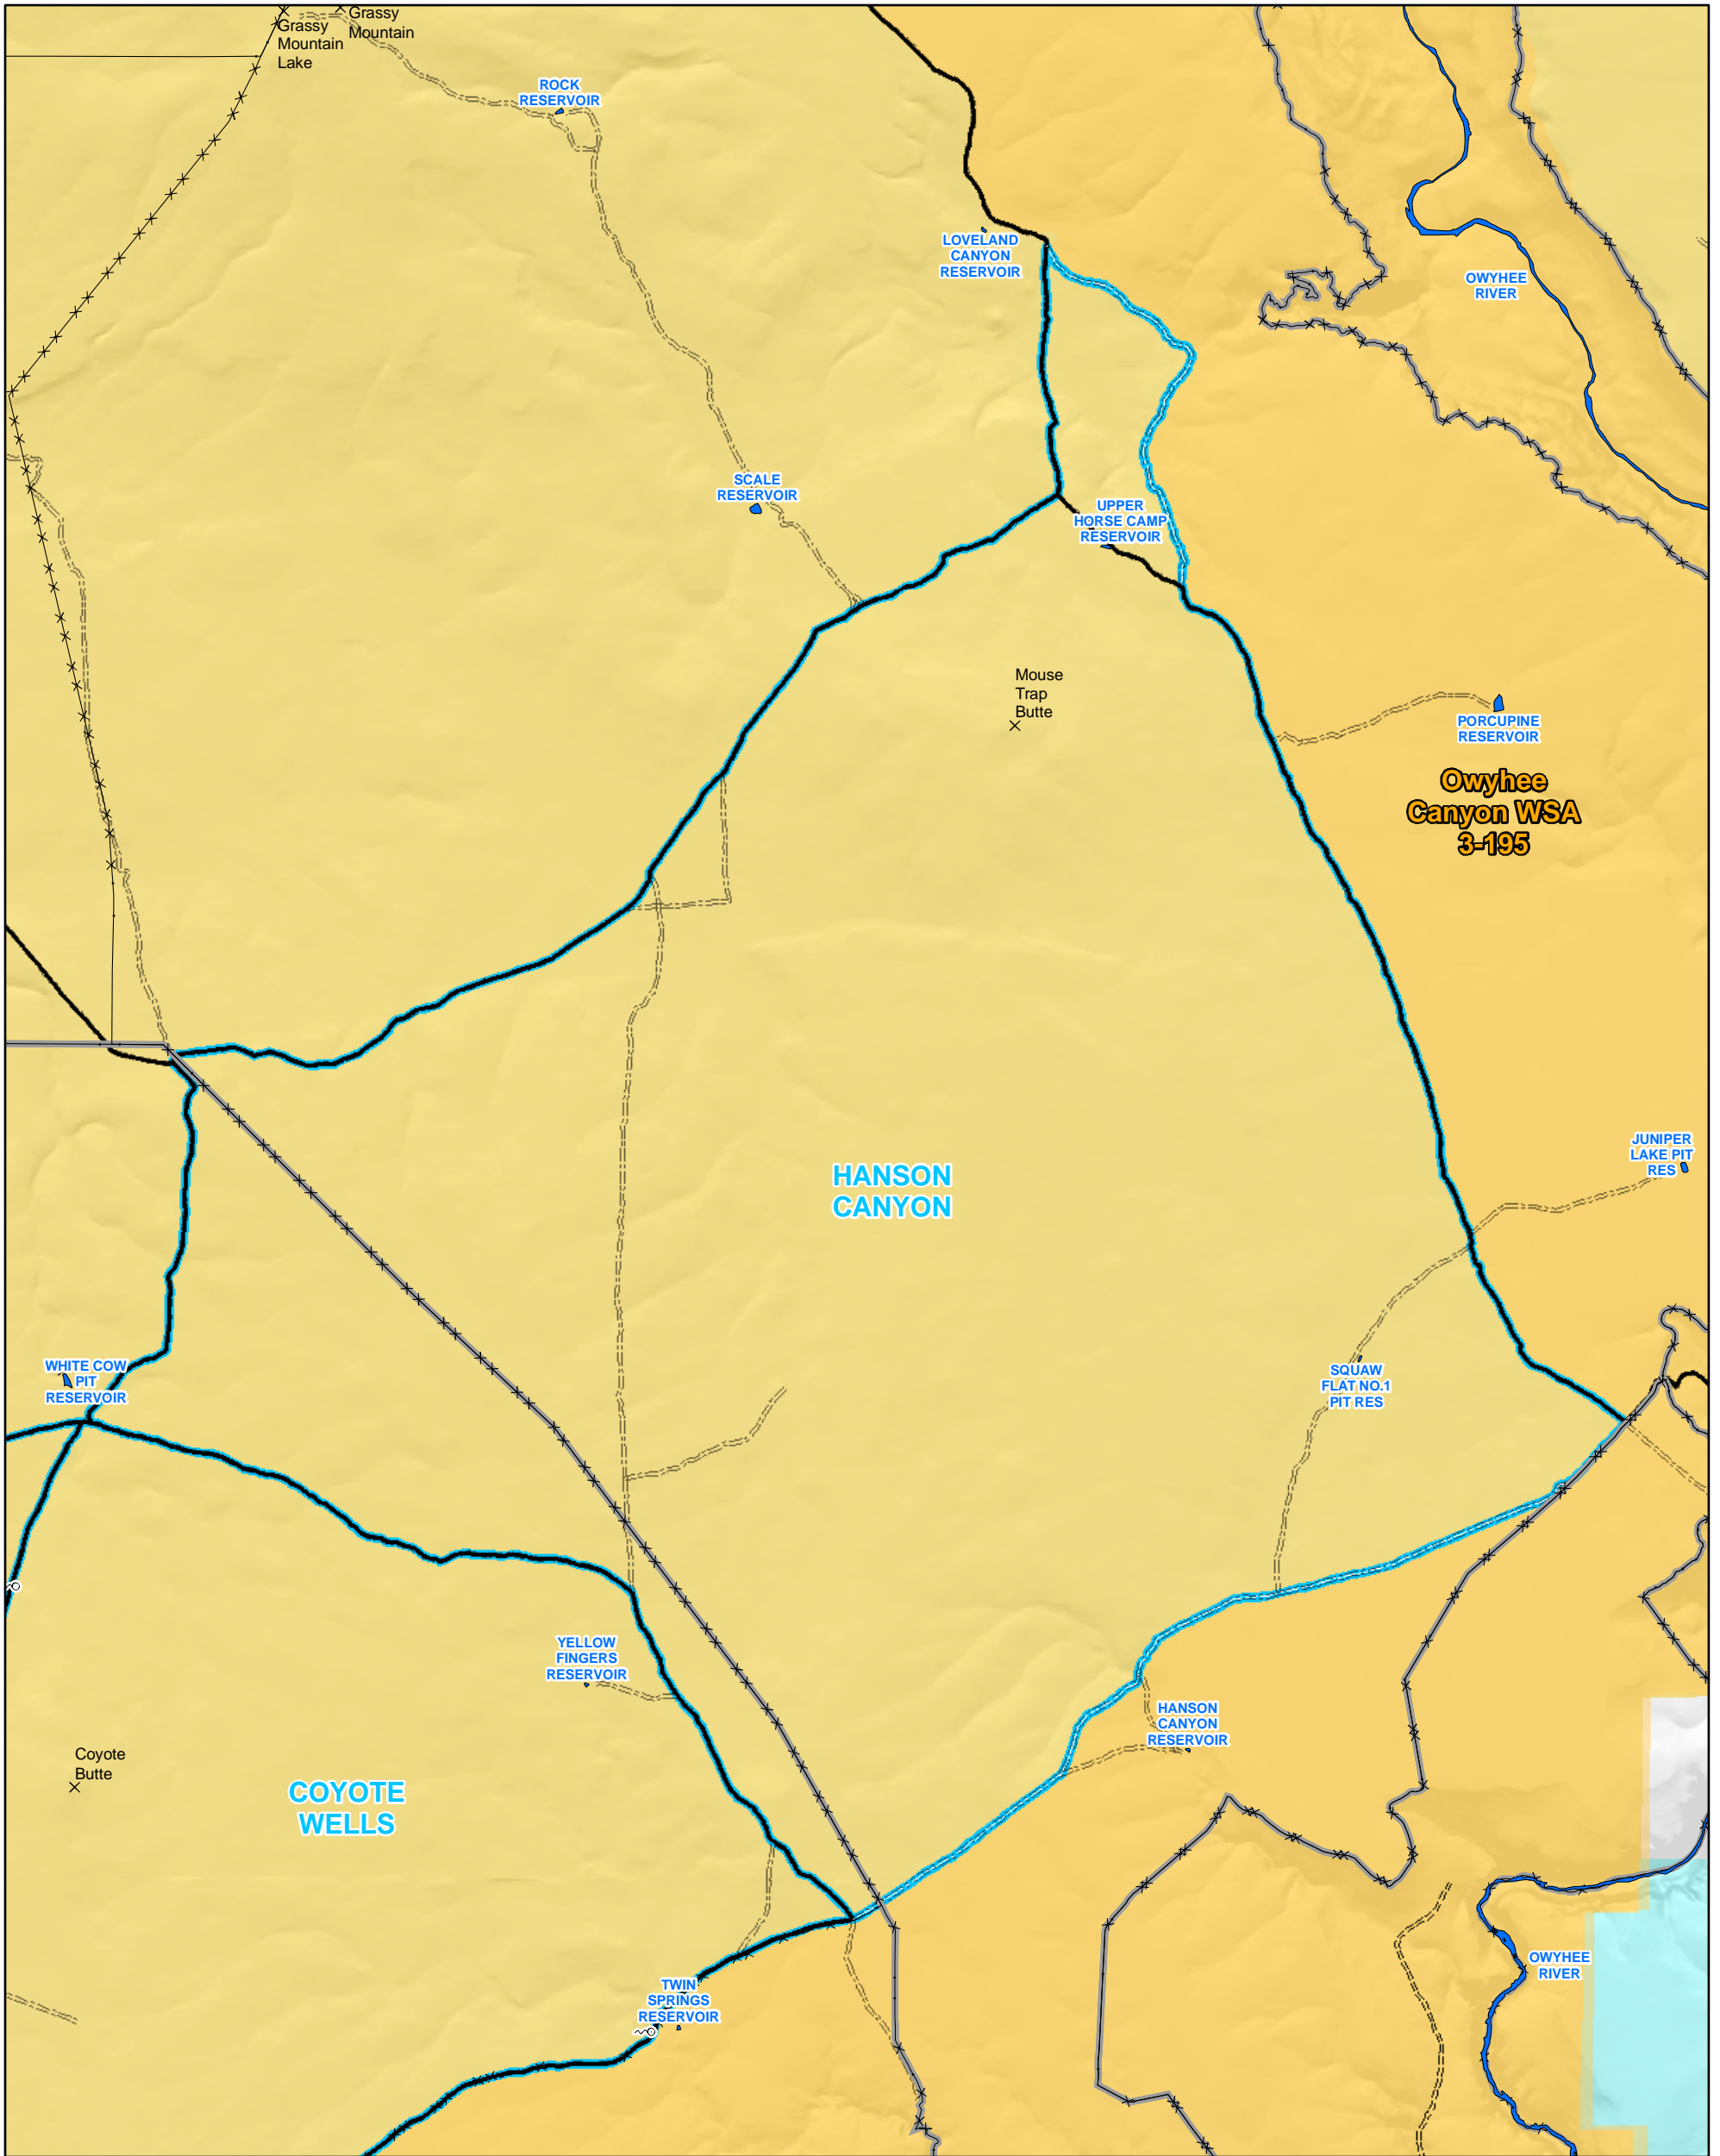 Grassy
Mountain
Lake
Grassy
Mountain
ROCK
RESERVOIR
LOVELAND
CANYON
RESERVOIR
OWYHEE
RIVER
SCALE
RESERVOIR
UPPER
HORSE CAMP
RESERVOIR
Mouse
Trap
Butte
PORCUPINE
RESERVOIR
Owyhee
Canyon WSA
3-195
JUNIPER
LAKE PIT
RES
HANSON
CANYON
WHITE COW
PIT
RESERVOIR
SQUAW
FLAT NO.1
PIT RES
YELLOW
FINGERS
RESERVOIR
HANSON
CANYON
RESERVOIR
Coyote
Butte
COYOTE
WELLS
TWIN
SPRINGS
RESERVOIR
OWYHEE
RIVER